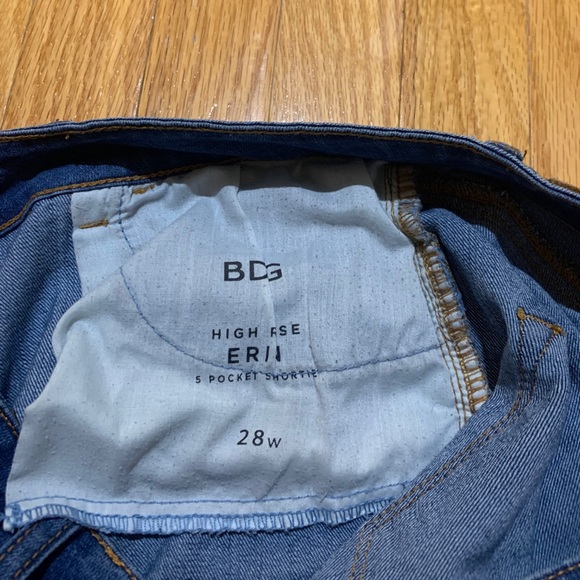 BDG
HIGH RISE
ERIN
5 POCKET SHORTIE
28W